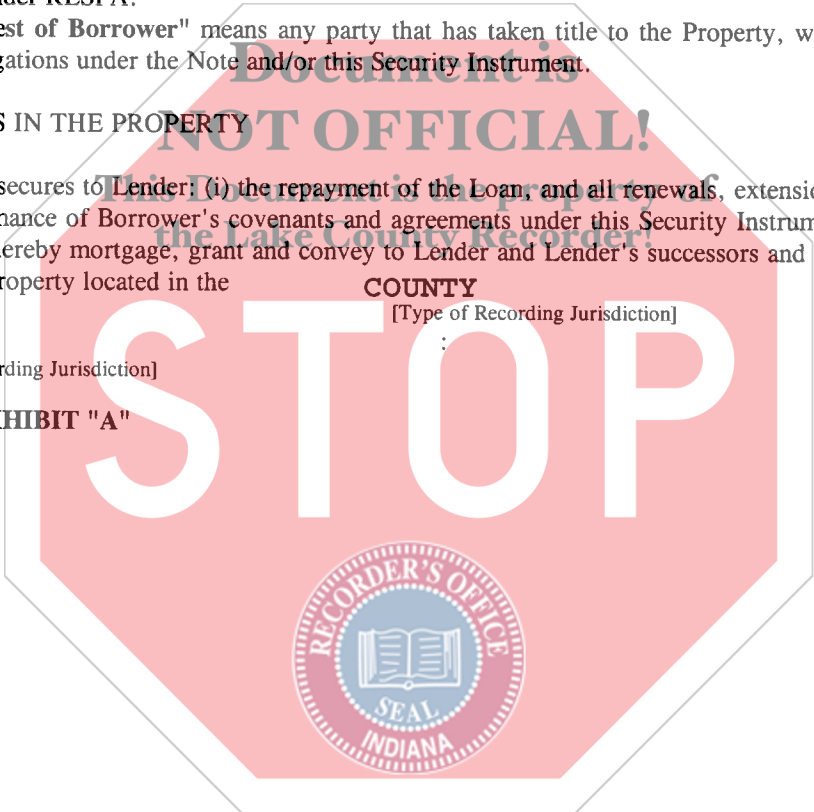 under RESPA.
est of Borrower" means any party that has taken title to the Property, w
gations under the Note and/or this Security Instrument.
Document is
NOT OFFICIAL!
S IN THE PROPERTY
This Document is the property of
the Lake County Recorder!
secures to Lender: (i) the repayment of the Loan, and all renewals, extensio
nance of Borrower's covenants and agreements under this Security Instrum
ereby mortgage, grant and convey to Lender and Lender's successors and
roperty located in the COUNTY
[Type of Recording Jurisdiction]
:
rding Jurisdiction]
HIBIT "A"
STOP
RECORDER'S OFFICE
SEAL
INDIANA